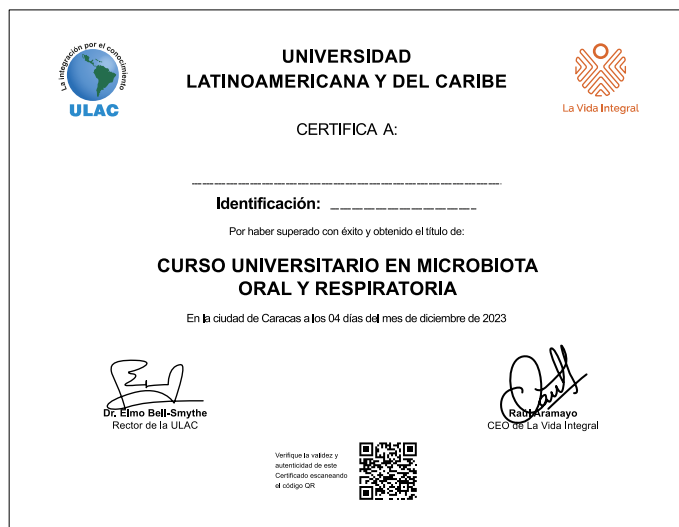 La integración por el conocimiento
ULAC
UNIVERSIDAD
LATINOAMERICANA Y DEL CARIBE
La Vida Integral
CERTIFICA A:
Identificación:
Por haber superado con éxito y obtenido el título de:
CURSO UNIVERSITARIO EN MICROBIOTA
ORAL Y RESPIRATORIA
En la ciudad de Caracas a los 04 días del mes de diciembre de 2023
Dr. Elmo Bell-Smythe
Rector de la ULAC
Raúl Aramayo
CEO de La Vida Integral
Verifique la validez y
autenticidad de este
Certificado escaneando
el código QR